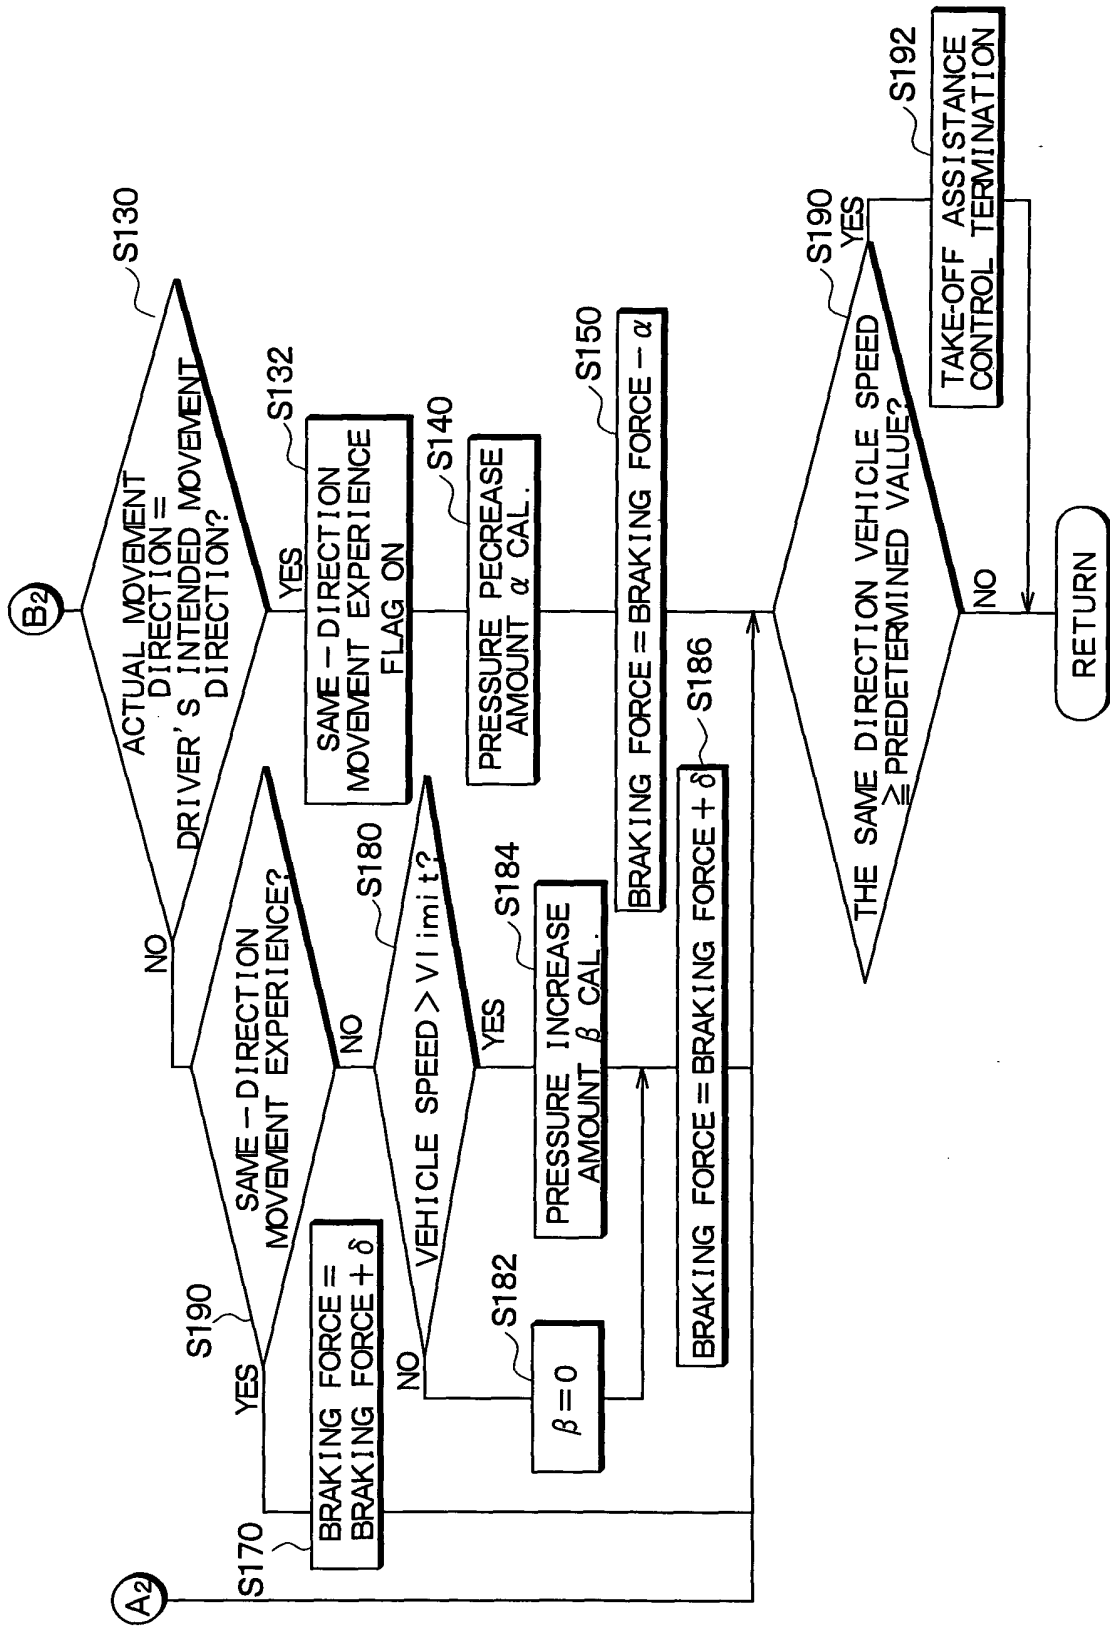 B2
ACTUAL MOVEMENT
DIRECTION=
DRIVER'S INTENDED MOVEMENT
DIRECTION?
S130
NO
YES
SAME-DIRECTION
MOVEMENT EXPERIENCE
FLAG ON
S132
PRESSURE PECREASE
AMOUNT α CAL.
S140
BRAKING FORCE=BRAKING FORCE-α
S150
SAME-DIRECTION
MOVEMENT EXPERIENCE?
S190
YES
NO
BRAKING FORCE=
BRAKING FORCE+δ
S170
VEHICLE SPEED>Vlimit?
S180
NO
YES
β=0
S182
PRESSURE INCREASE
AMOUNT β CAL.
S184
BRAKING FORCE=BRAKING FORCE+δ
S186
A2
THE SAME DIRECTION VEHICLE SPEED
≧PREDETERMINED VALUE?
S190
YES
NO
TAKE-OFF ASSISTANCE
CONTROL TERMINATION
S192
RETURN